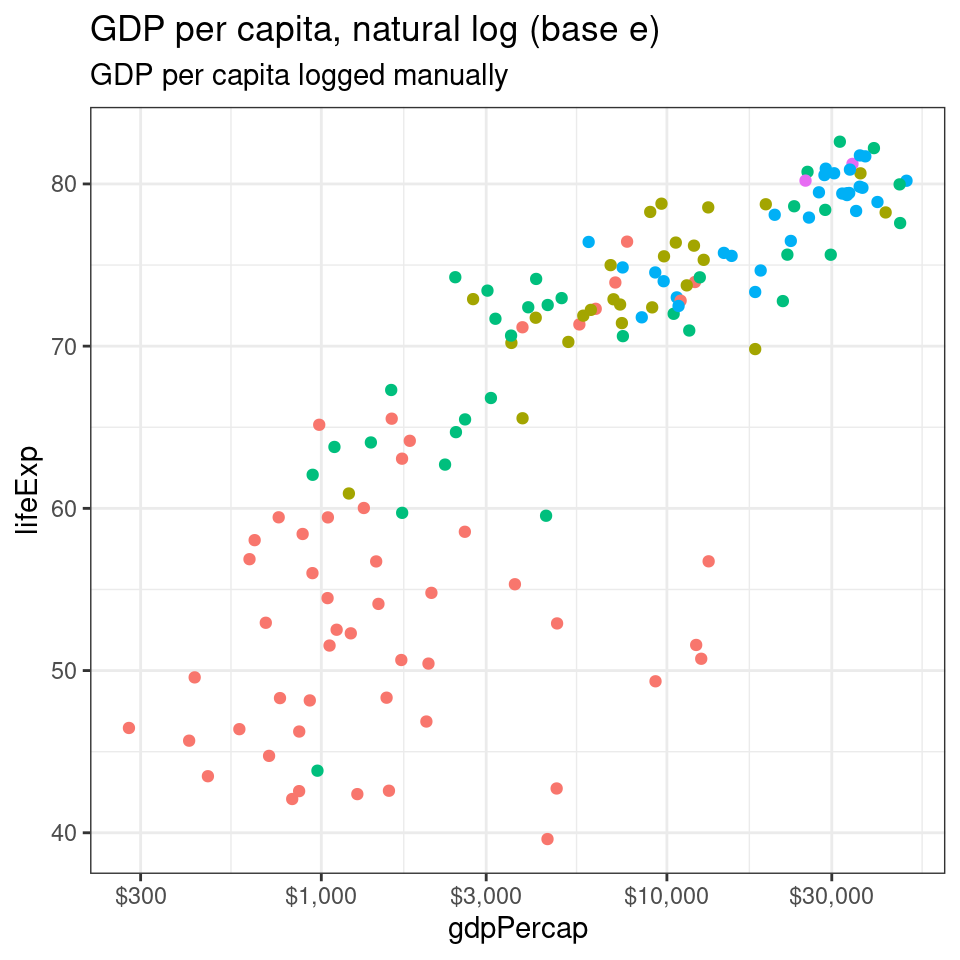 GDP per capita, natural log (base e)
GDP per capita logged manually
lifeExp
80
70
60
50
40
$300 $1,000 $3,000 $10,000 $30,000
gdpPercap